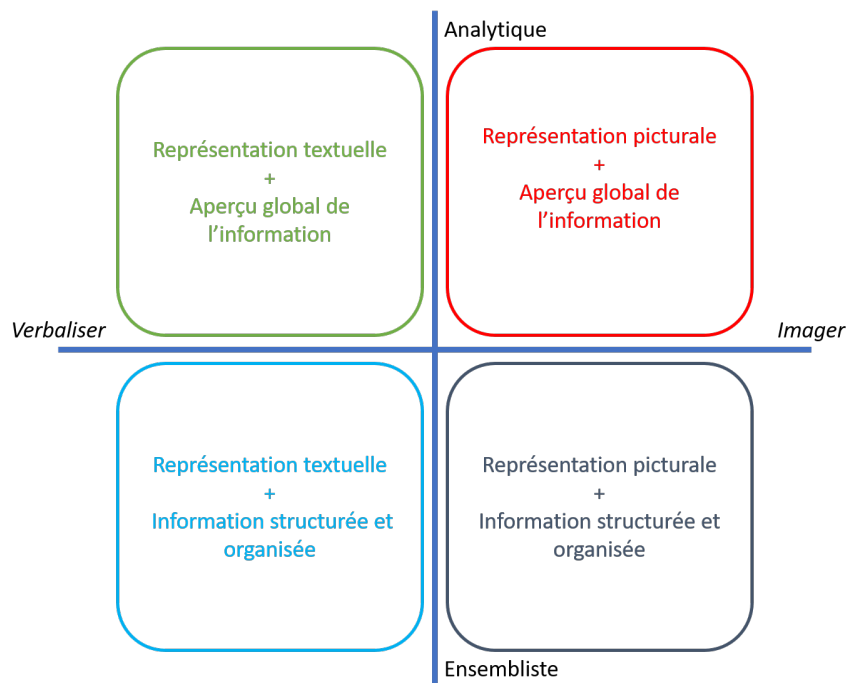 Analytique
Représentation textuelle
+
Aperçu global de
l’information
Représentation picturale
+
Aperçu global de
l’information
Verbaliser
Imager
Représentation textuelle
+
Information structurée et
organisée
Représentation picturale
+
Information structurée et
organisée
Ensembliste